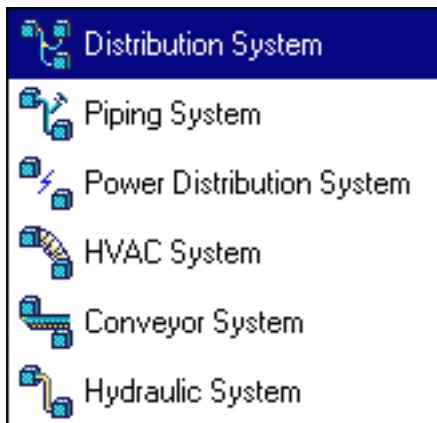 Distribution System
Piping System
Power Distribution System
HVAC System
Conveyor System
Hydraulic System